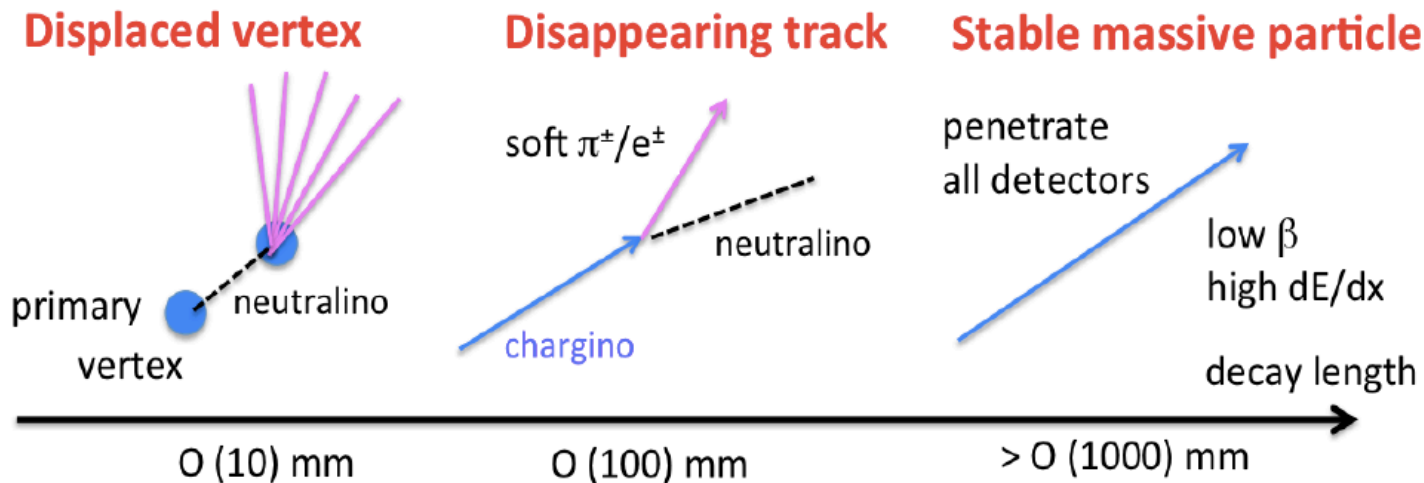 Displaced vertex
Disappearing track
Stable massive particle
primary
vertex
neutralino
soft π±/e±
chargino
neutralino
penetrate
all detectors
low β
high dE/dx
decay length
O (10) mm
O (100) mm
> O (1000) mm